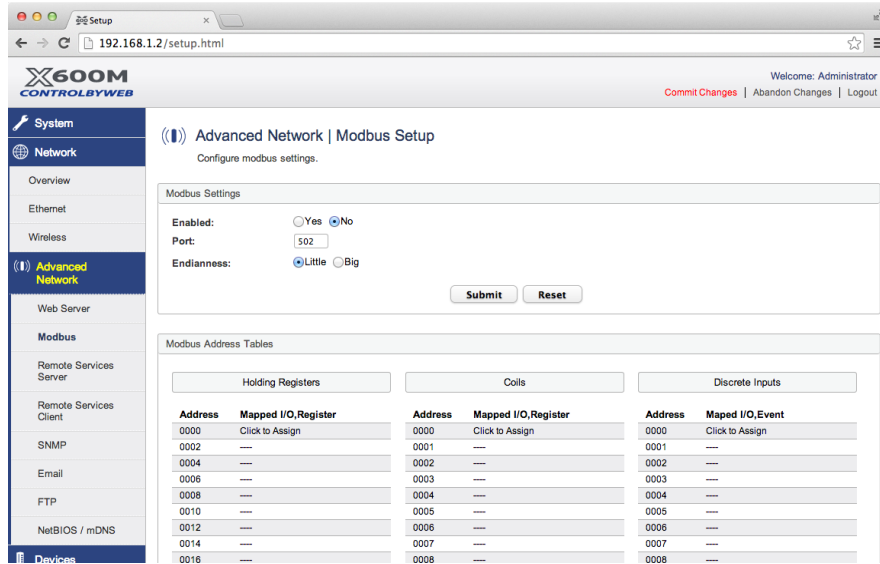 Setup
192.168.1.2/setup.html
X600M
CONTROLBYWEB
Welcome: Administrator
Commit Changes | Abandon Changes | Logout
System
Network
Overview
Ethernet
Wireless
Advanced
Network
Web Server
Modbus
Remote Services
Server
Remote Services
Client
SNMP
Email
FTP
NetBIOS / mDNS
Devices
Advanced Network | Modbus Setup
Configure modbus settings.
Modbus Settings
Enabled: Yes No
Port: 502
Endianness: Little Big
Submit Reset
Modbus Address Tables
Holding Registers Coils Discrete Inputs
Address Mapped I/O,Register Address Mapped I/O,Register Address Maped I/O,Event
0000 Click to Assign 0000 Click to Assign 0000 Click to Assign
0002 ---- 0001 ---- 0001 ----
0004 ---- 0002 ---- 0002 ----
0006 ---- 0003 ---- 0003 ----
0008 ---- 0004 ---- 0004 ----
0010 ---- 0005 ---- 0005 ----
0012 ---- 0006 ---- 0006 ----
0014 ---- 0007 ---- 0007 ----
0016 ---- 0008 ---- 0008 ----